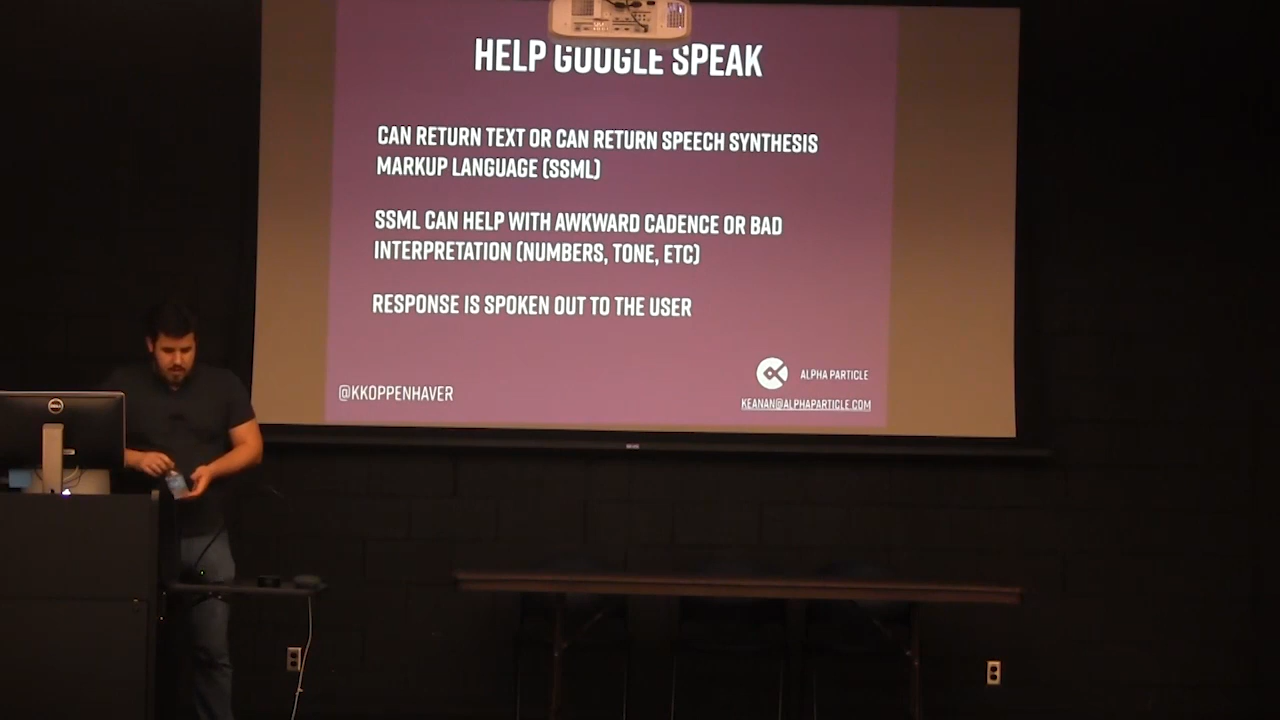 HELP GOOGLE SPEAK
CAN RETURN TEXT OR CAN RETURN SPEECH SYNTHESIS
MARKUP LANGUAGE (SSML)
SSML CAN HELP WITH AWKWARD CADENCE OR BAD
INTERPRETATION (NUMBERS, TONE, ETC)
RESPONSE IS SPOKEN OUT TO THE USER
@KKOPPENHAVER
ALPHA PARTICLE
KEANAN@ALPHAPARTICLE.COM
DELL